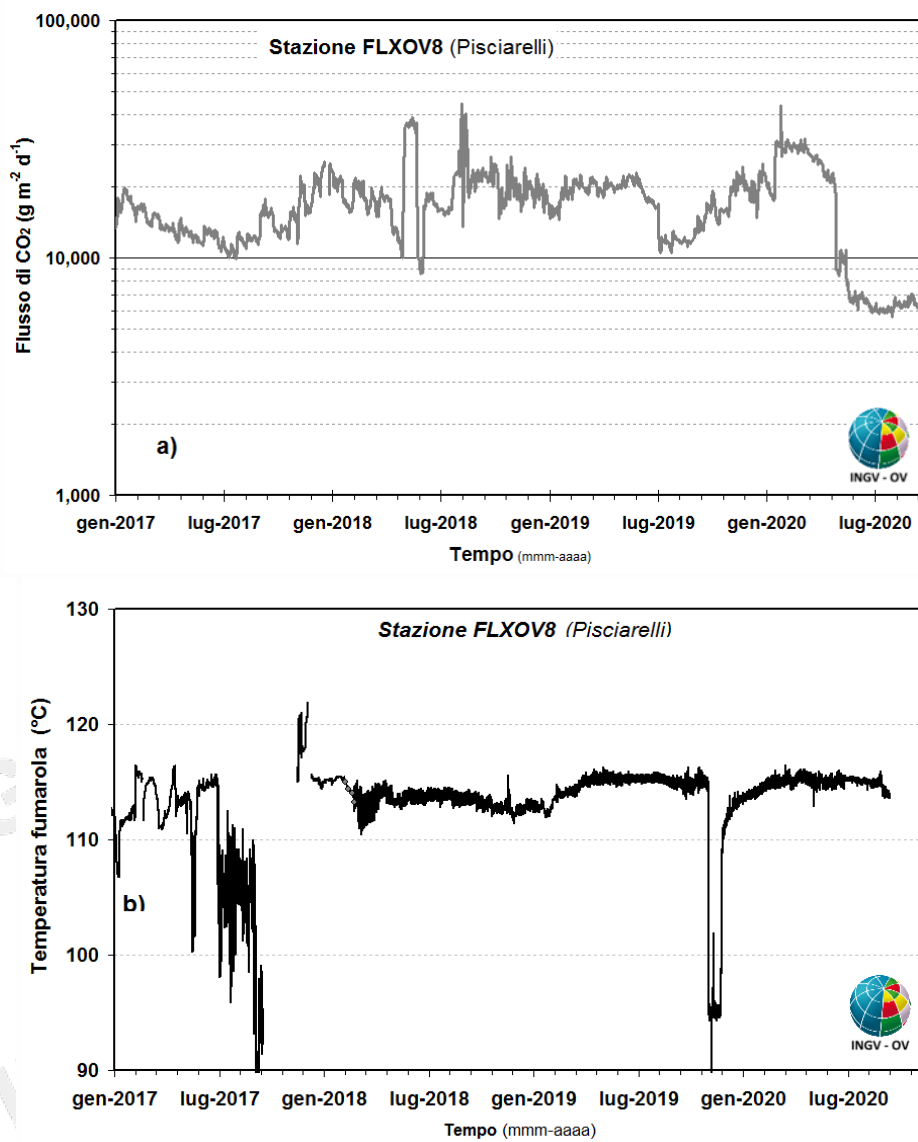 100,000
Stazione FLXOV8 (Pisciarelli)
Flusso di CO₂ (g m⁻² d⁻¹)
10,000
a)
INGV - OV
1,000
gen-2017 lug-2017 gen-2018 lug-2018 gen-2019 lug-2019 gen-2020 lug-2020
Tempo (mmm-aaaa)
130
Stazione FLXOV8 (Pisciarelli)
120
Temperatura fumarola (°C)
110
b)
100
INGV - OV
90
gen-2017 lug-2017 gen-2018 lug-2018 gen-2019 lug-2019 gen-2020 lug-2020
Tempo (mmm-aaaa)